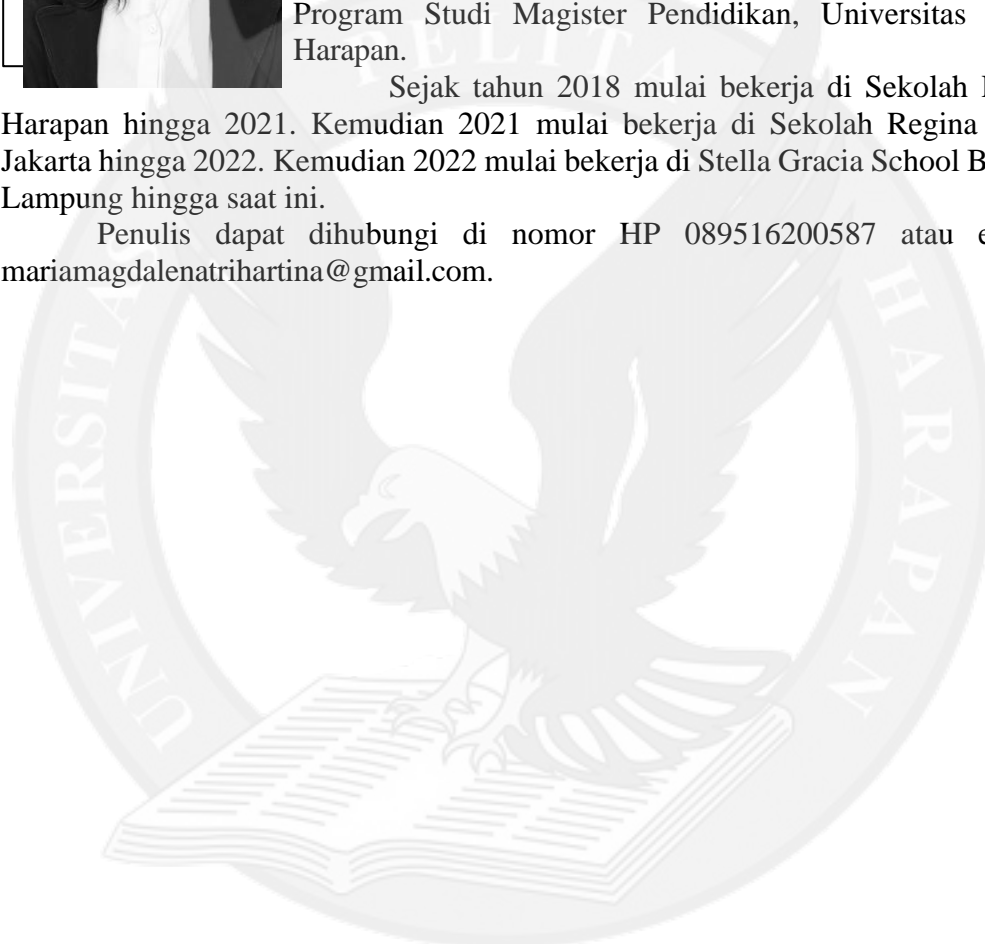 Program Studi Magister Pendidikan, Universitas
Harapan.
Sejak tahun 2018 mulai bekerja di Sekolah
Harapan hingga 2021. Kemudian 2021 mulai bekerja di Sekolah Regina
Jakarta hingga 2022. Kemudian 2022 mulai bekerja di Stella Gracia School B
Lampung hingga saat ini.
Penulis dapat dihubungi di nomor HP 089516200587 atau e
mariamagdalenatrihartina@gmail.com.
UNIVERSITAS
PELITA
HARAPAN